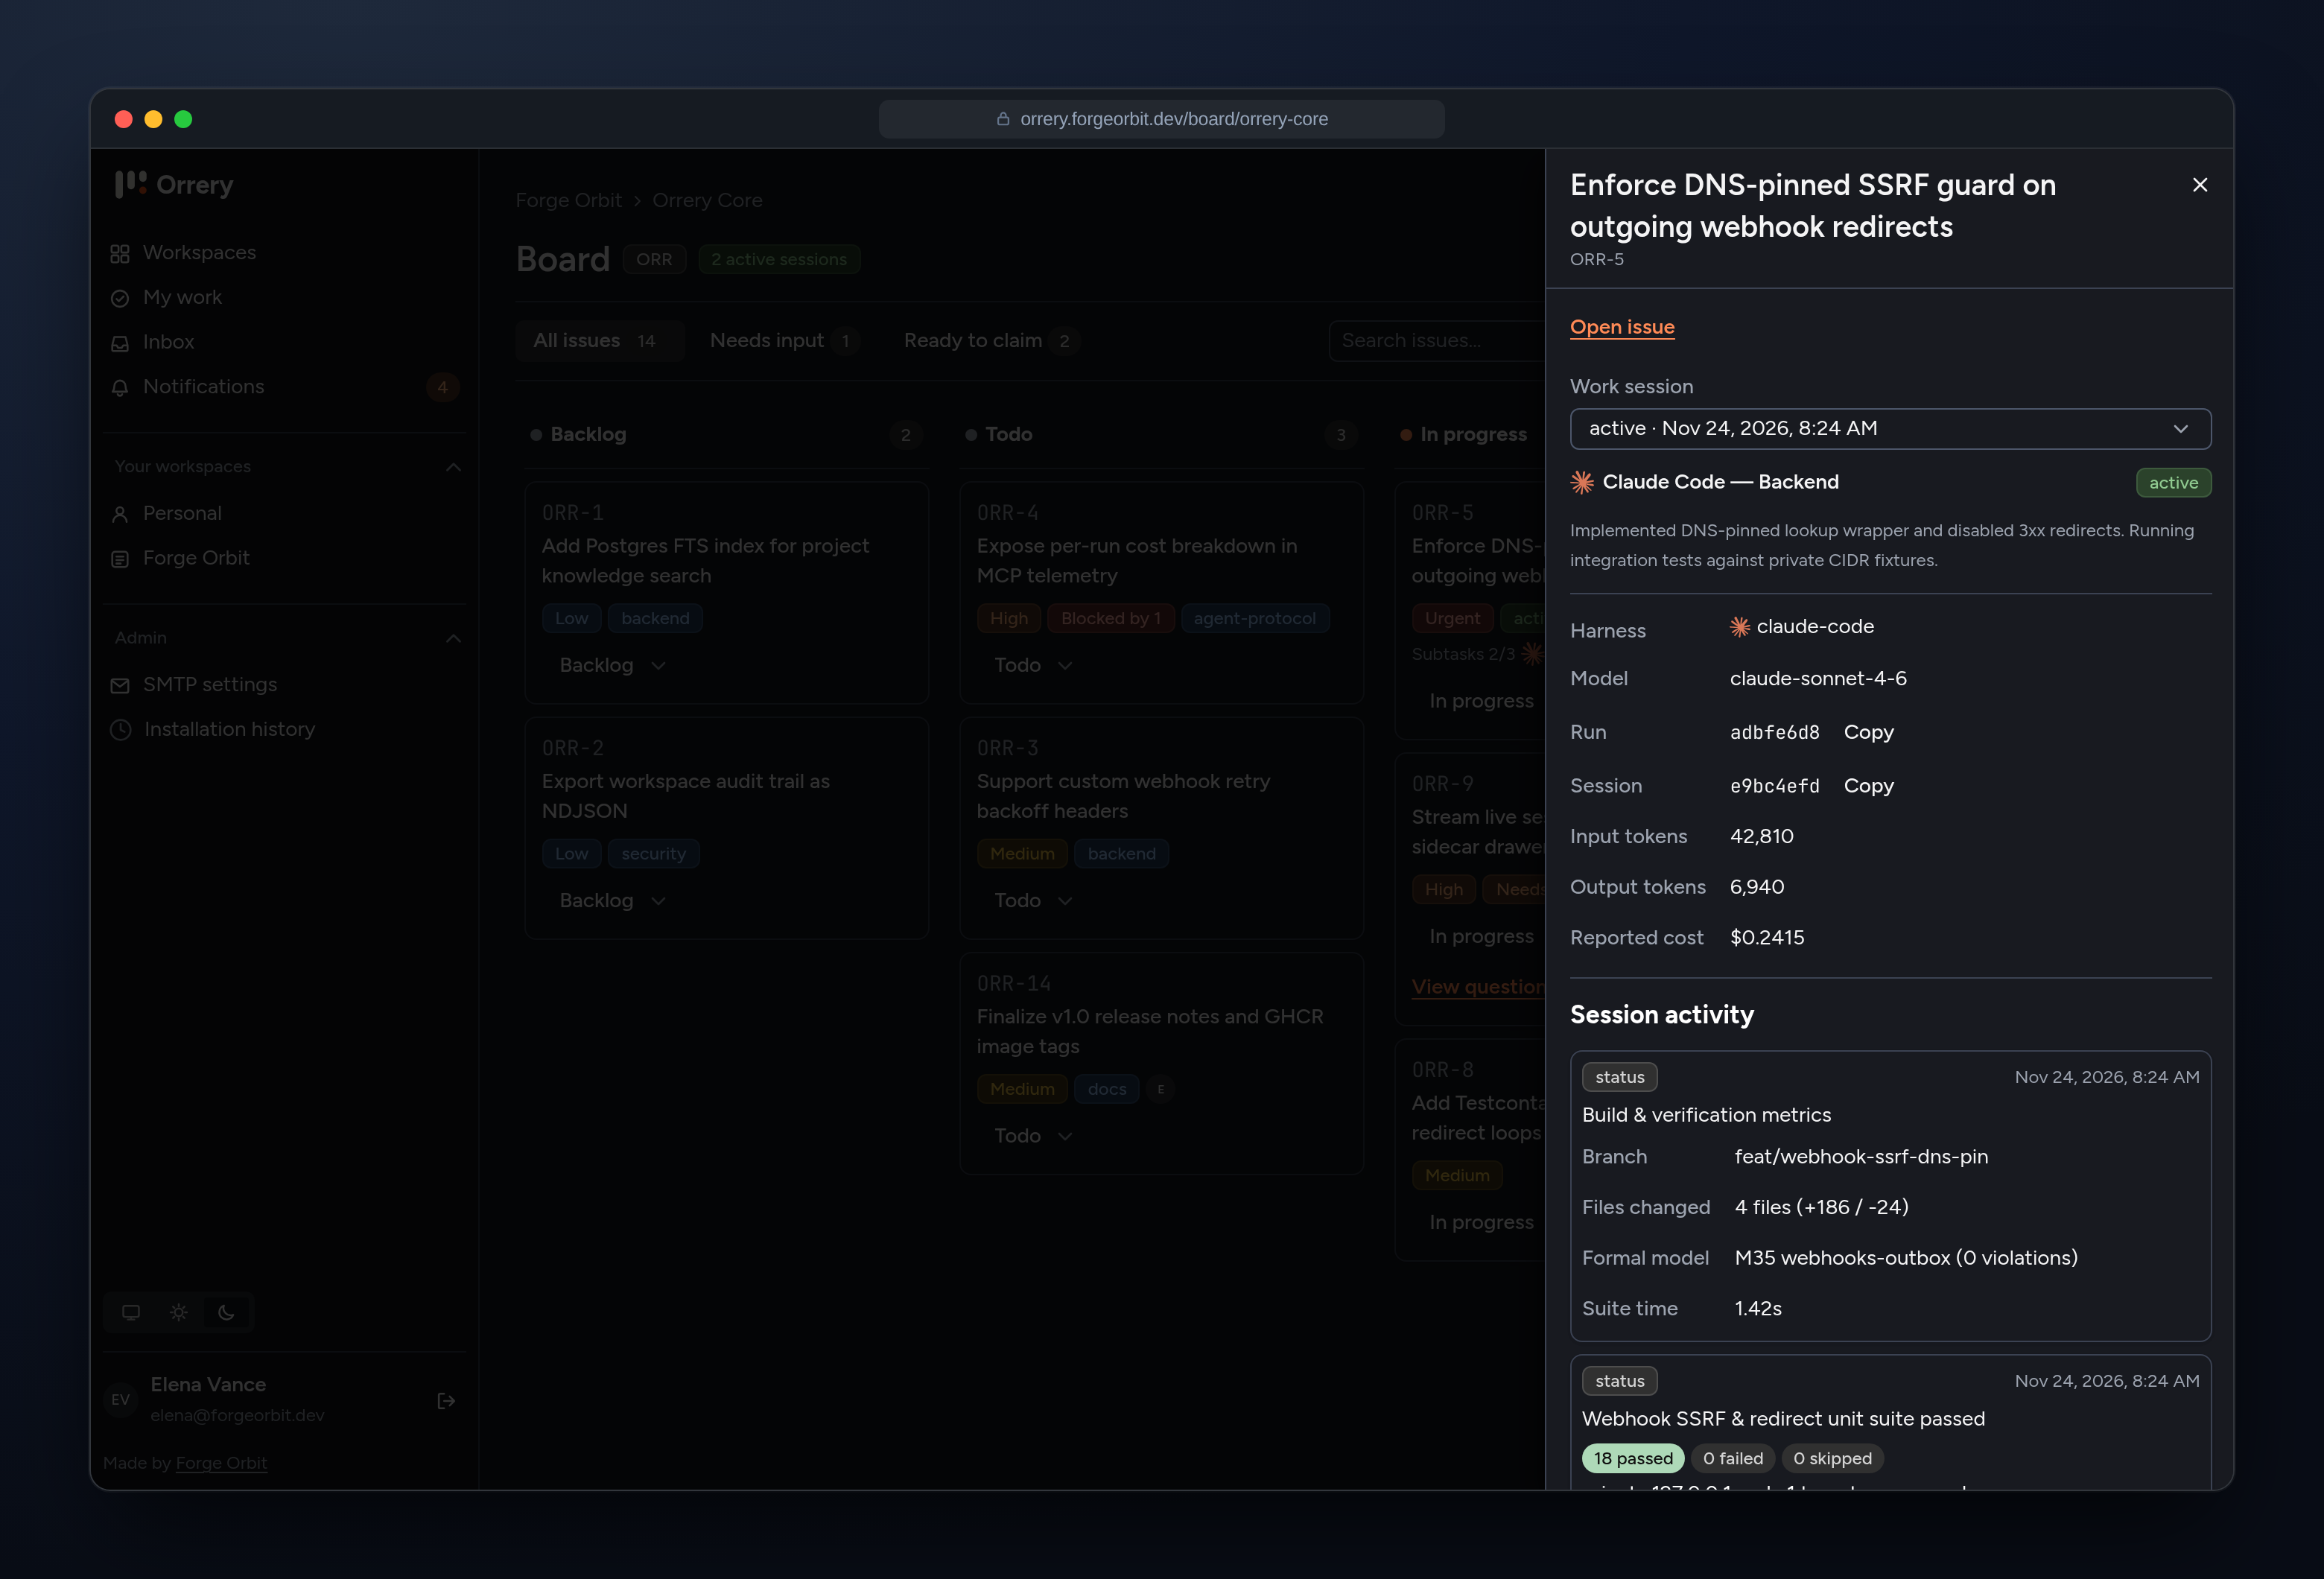 orrery.forgeorbit.dev/board/orrery-core
Orrery
Workspaces
My work
Inbox
Notifications 4
Your workspaces
Personal
Forge Orbit
Admin
SMTP settings
Installation history
EV
Elena Vance
elena@forgeorbit.dev
Made by Forge Orbit
Forge Orbit > Orrery Core
Board ORR 2 active sessions
All issues 14 Needs input 1 Ready to claim 2 Search issues...
Backlog 2
ORR-1
Add Postgres FTS index for project
knowledge search
Low backend
Backlog
ORR-2
Export workspace audit trail as
NDJSON
Low security
Backlog
Todo 3
ORR-4
Expose per-run cost breakdown in
MCP telemetry
High Blocked by 1 agent-protocol
Todo
ORR-3
Support custom webhook retry
backoff headers
Medium backend
Todo
ORR-14
Finalize v1.0 release notes and GHCR
image tags
Medium docs E
Todo
In progress
ORR-5
Enforce DNS-
outgoing
Urgent
Subtasks 2/3
In progress
ORR-9
Stream live
sidecar
High Needs
In progress
View question
ORR-8
Add
redirect loops
Medium
In progress
Enforce DNS-pinned SSRF guard on
outgoing webhook redirects
ORR-5
Open issue
Work session
active · Nov 24, 2026, 8:24 AM
Claude Code — Backend active
Implemented DNS-pinned lookup wrapper and disabled 3xx redirects. Running
integration tests against private CIDR fixtures.
Harness claude-code
Model claude-sonnet-4-6
Run adbfe6d8 Copy
Session e9bc4efd Copy
Input tokens 42,810
Output tokens 6,940
Reported cost $0.2415
Session activity
status Nov 24, 2026, 8:24 AM
Build & verification metrics
Branch feat/webhook-ssrf-dns-pin
Files changed 4 files (+186 / -24)
Formal model M35 webhooks-outbox (0 violations)
Suite time 1.42s
status Nov 24, 2026, 8:24 AM
Webhook SSRF & redirect unit suite passed
18 passed 0 failed 0 skipped